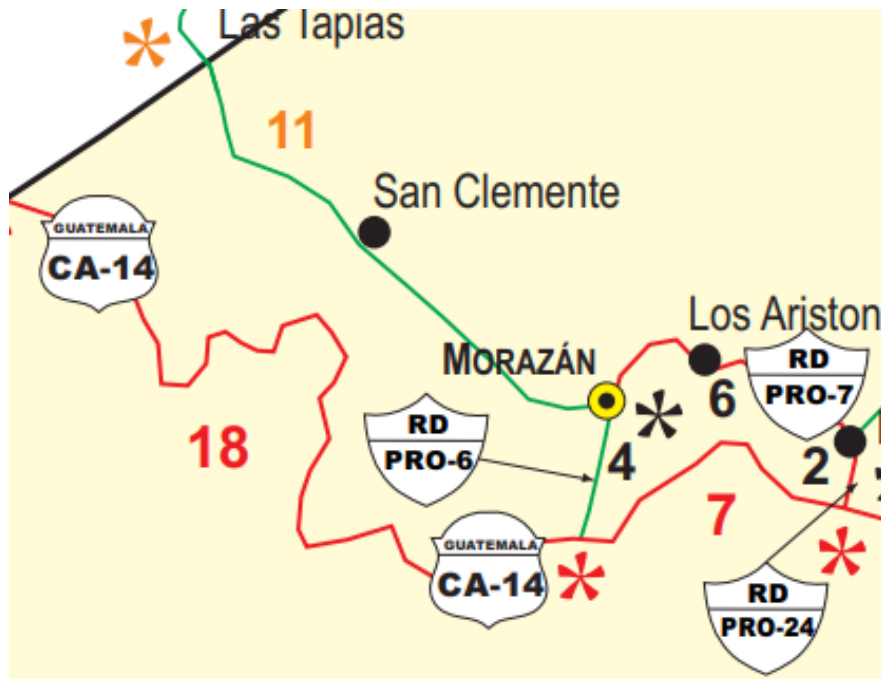 Las Tapias
11
San Clemente
GUATEMALA
CA-14
Los Ariston
MORAZÁN
RD
PRO-7
6
RD
PRO-6
18
4
2
7
GUATEMALA
CA-14
RD
PRO-24